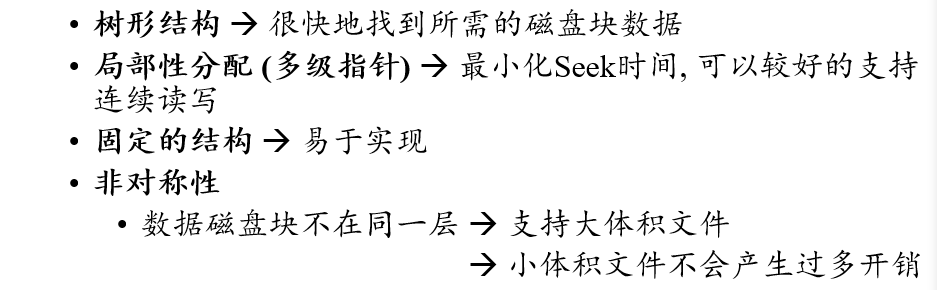 • 树形结构 → 很快地找到所需的磁盘块数据
• 局部性分配 (多级指针) → 最小化Seek时间, 可以较好的支持
连续读写
• 固定的结构 → 易于实现
• 非对称性
• 数据磁盘块不在同一层 → 支持大体积文件
→ 小体积文件不会产生过多开销